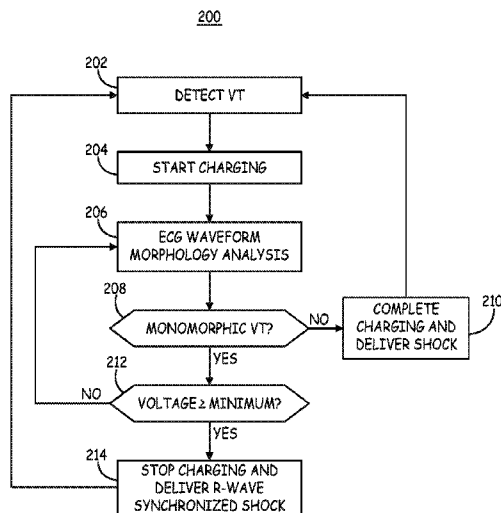 200
202
DETECT VT
204
START CHARGING
206
ECG WAVEFORM
MORPHOLOGY ANALYSIS
208
MONOMORPHIC VT?
NO
COMPLETE
CHARGING AND
DELIVER SHOCK
210
YES
212
NO
VOLTAGE ≥ MINIMUM?
YES
214
STOP CHARGING AND
DELIVER R-WAVE
SYNCHRONIZED SHOCK